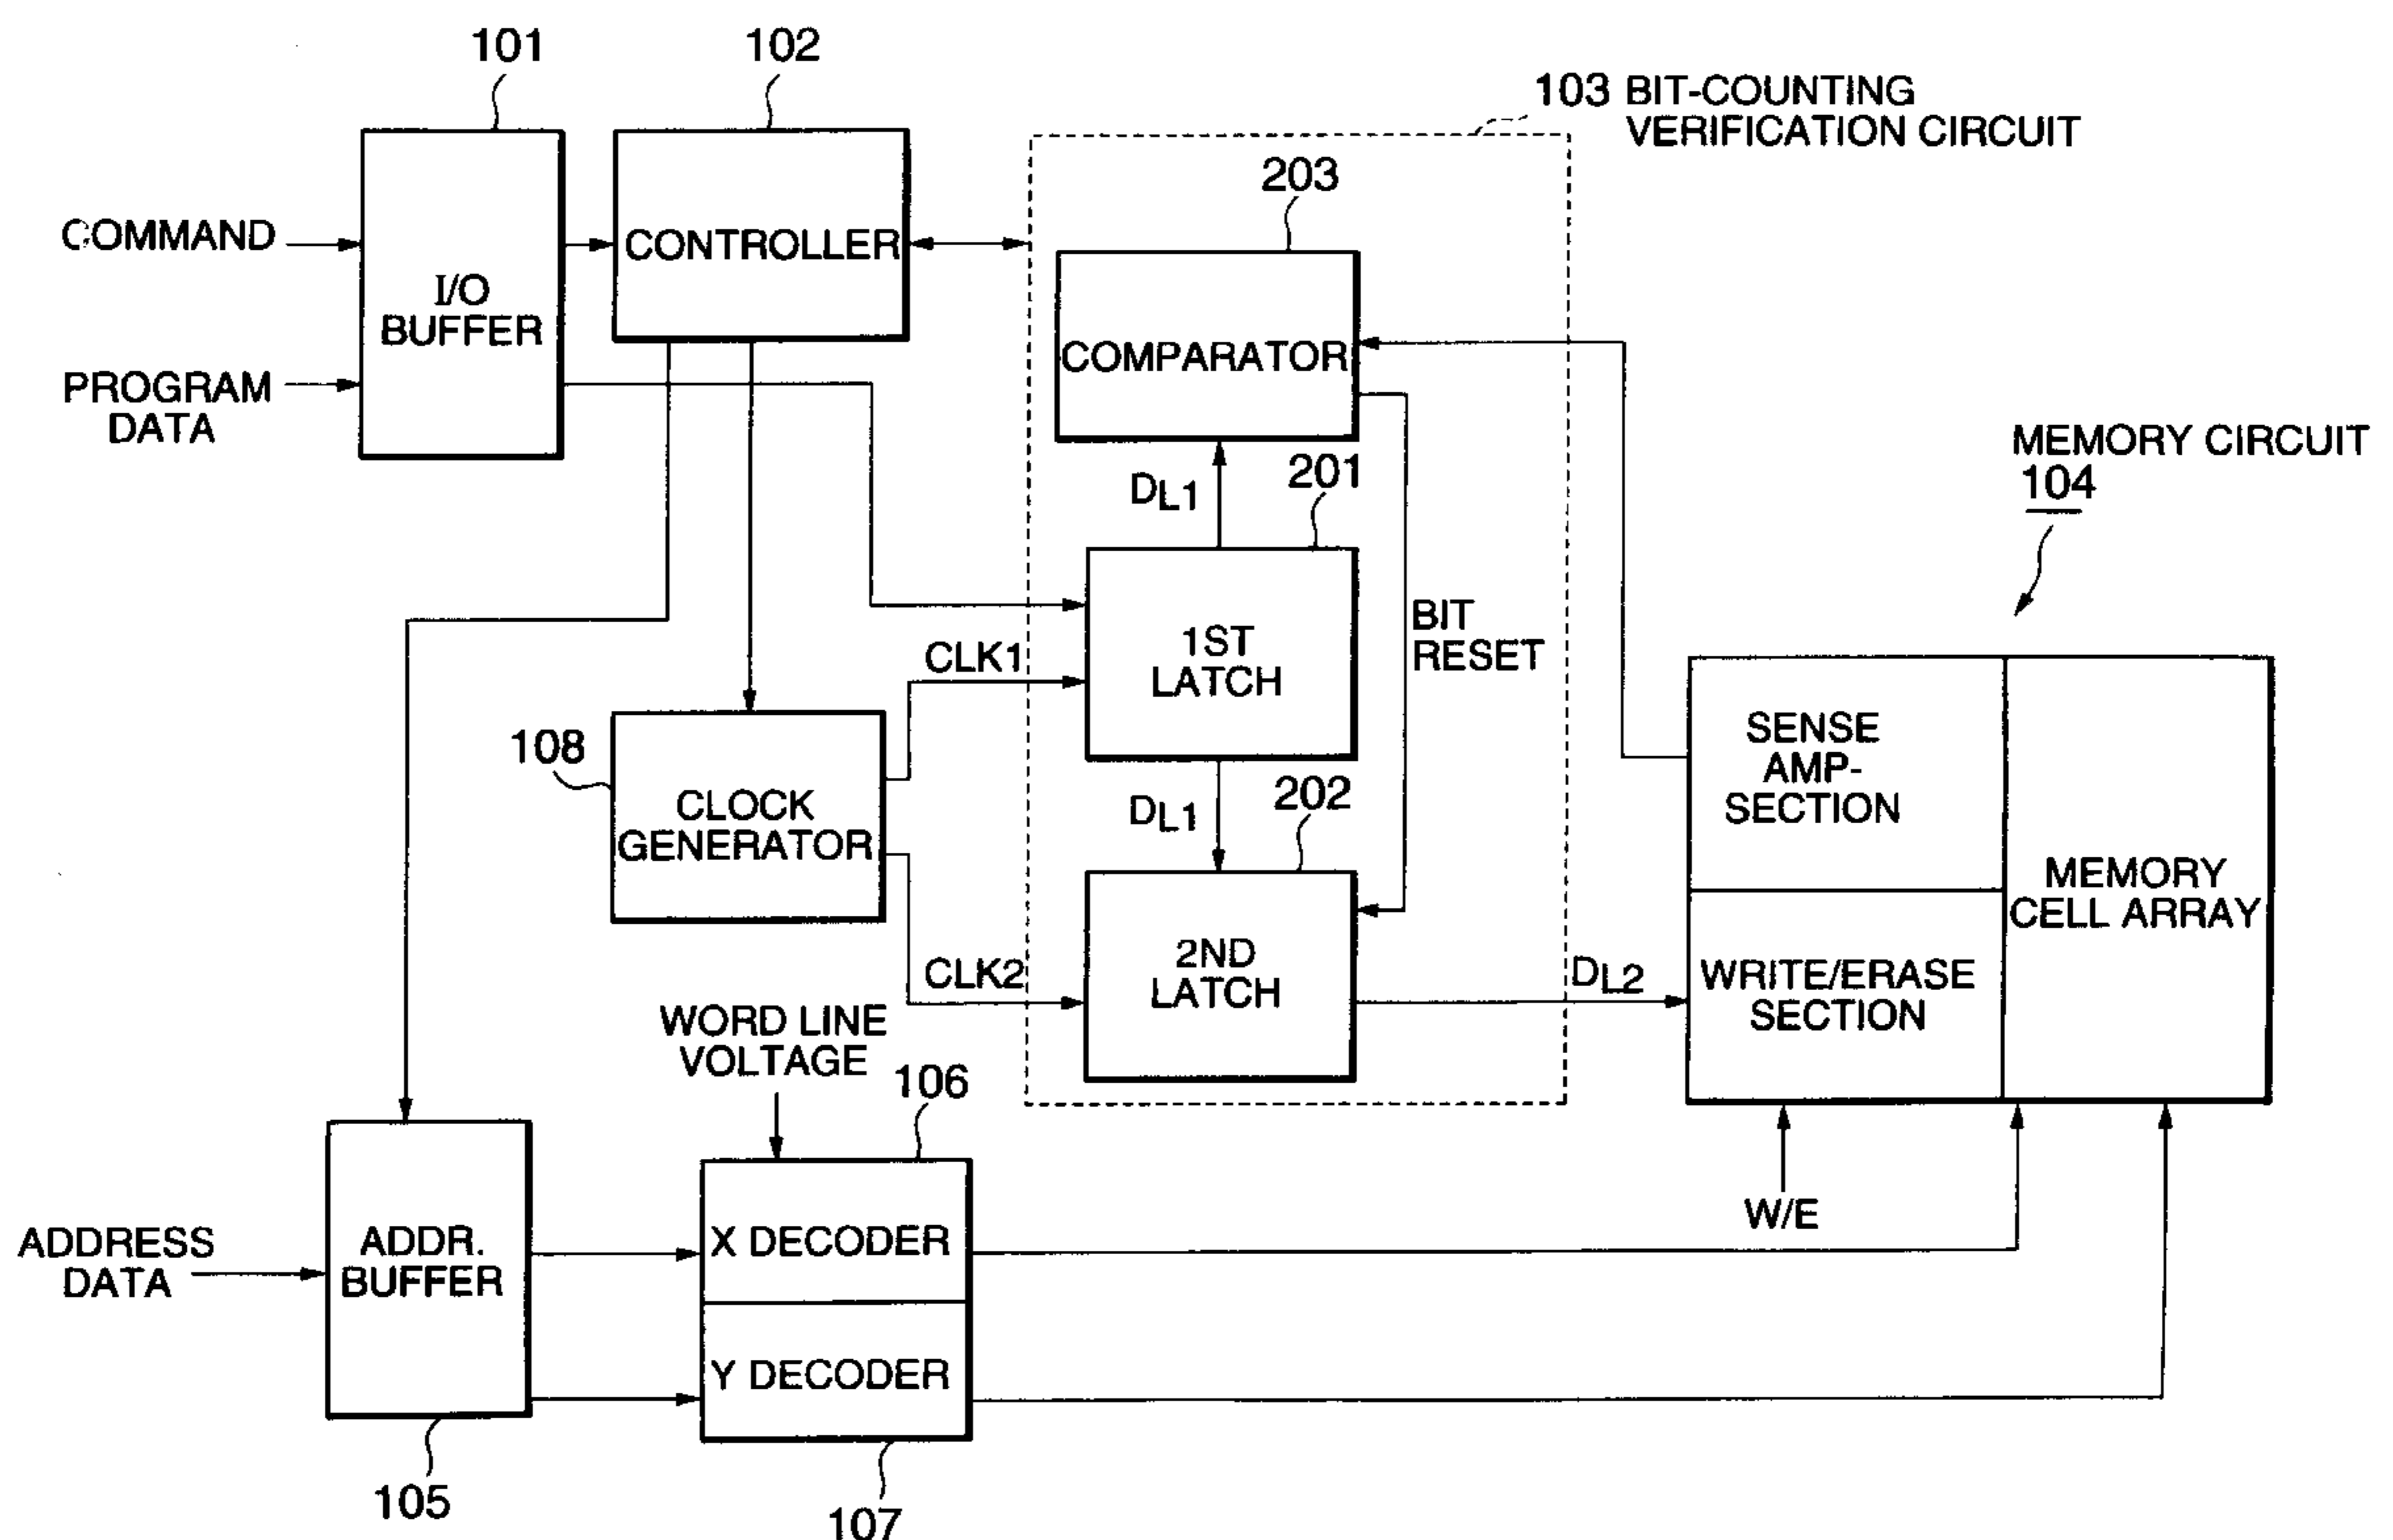 101
102
103 BIT-COUNTING
VERIFICATION CIRCUIT
203
COMMAND
CONTROLLER
I/O
BUFFER
COMPARATOR
PROGRAM
DATA
MEMORY CIRCUIT
104
DL1
201
BIT
RESET
1ST
LATCH
CLK1
108
CLOCK
GENERATOR
DL1
202
SENSE
AMP-
SECTION
MEMORY
CELL ARRAY
2ND
LATCH
CLK2
DL2
WRITE/ERASE
SECTION
WORD LINE
VOLTAGE
106
W/E
ADDRESS
DATA
ADDR.
BUFFER
X DECODER
Y DECODER
105
107